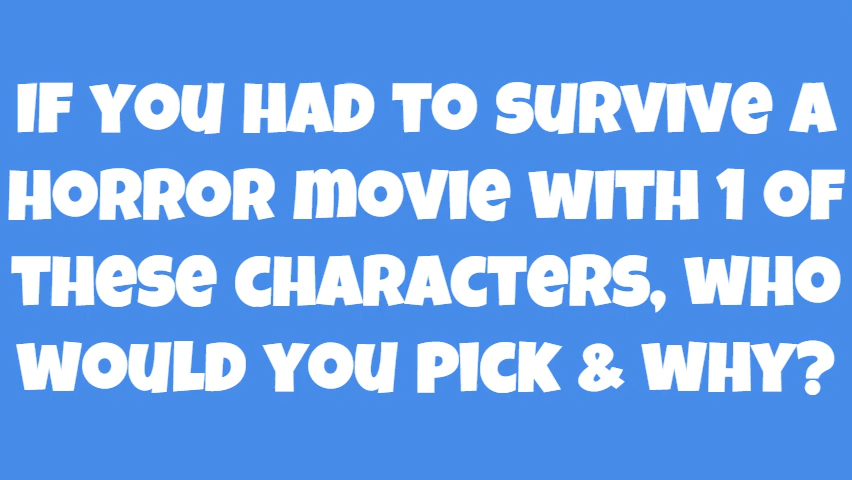 IF YOU HAD TO SURVIVE A
HORROR MOVIE WITH 1 OF
THESE CHARACTERS, WHO
WOULD YOU PICK & WHY?